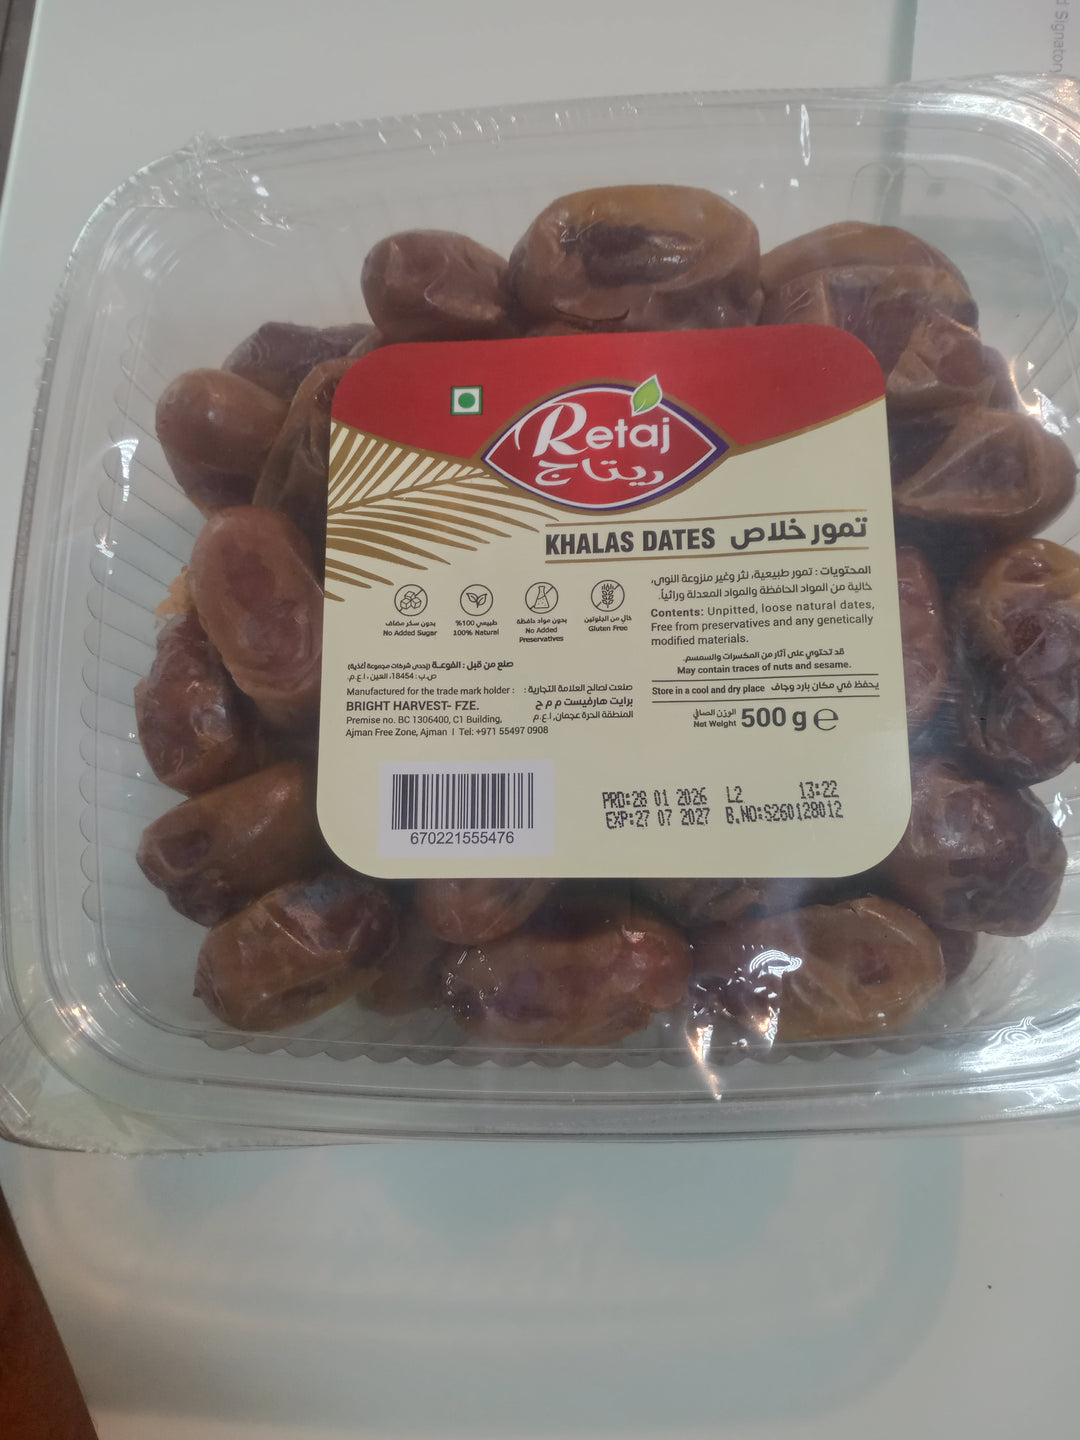 d Signatory
Retaj
ريتاج
KHALAS DATES تمور خلاص
المحتويات : تمور طبيعية، نثر وغير منزوعة النوى،
خالية من المواد الحافظة والمواد المعدلة وراثياً.
Contents: Unpitted, loose natural dates,
Free from preservatives and any genetically
modified materials.
قد تحتوي على آثار من المكسرات والسمسم.
May contain traces of nuts and sesame.
Store in a cool and dry place يحفظ في مكان بارد وجاف
الوزن الصافي
Net Weight 500 g ℮
بدون سكر مضاف
No Added Sugar
100% طبيعي
100% Natural
بدون مواد حافظة
No Added
Preservatives
خال من الجلوتين
Gluten Free
صنع من قبل : الفوعة (إحدى شركات مجموعة أغذية)
ص.ب : 18454، العين، ا.ع.م.
Manufactured for the trade mark holder : صنعت لصالح العلامة التجارية :
BRIGHT HARVEST- FZE. برايت هارفيست م م ح
Premise no. BC 1306400, C1 Building, المنطقة الحرة عجمان, ا.ع.م.
Ajman Free Zone, Ajman I Tel: +971 55497 0908
670221555476
PRD:28 01 2026 L2 13:22
EXP:27 07 2027 B.NO:S260128012